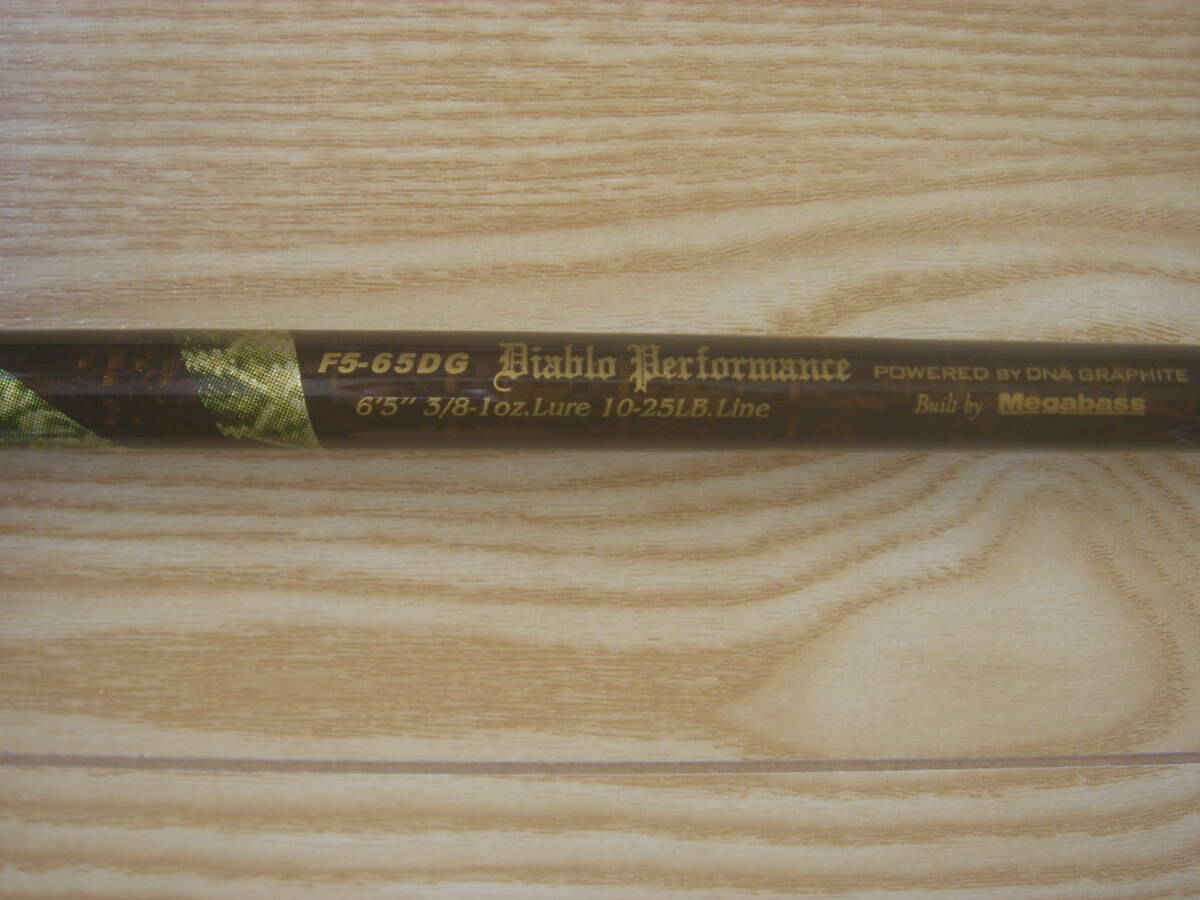 F5-65DG Diablo Performance POWERED BY DNA GRAPHITE
6'5" 3/8-1oz.Lure 10-25LB.Line Built by Megabass